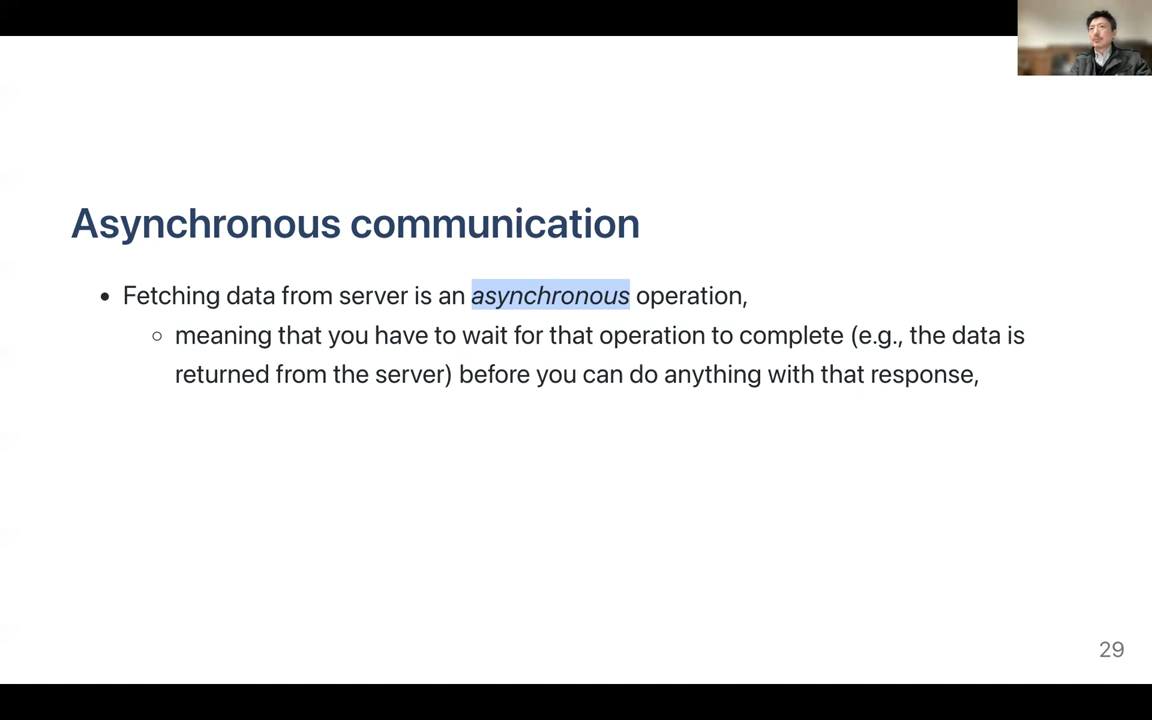 Asynchronous communication
• Fetching data from server is an asynchronous operation,
○ meaning that you have to wait for that operation to complete (e.g., the data is
returned from the server) before you can do anything with that response,
29